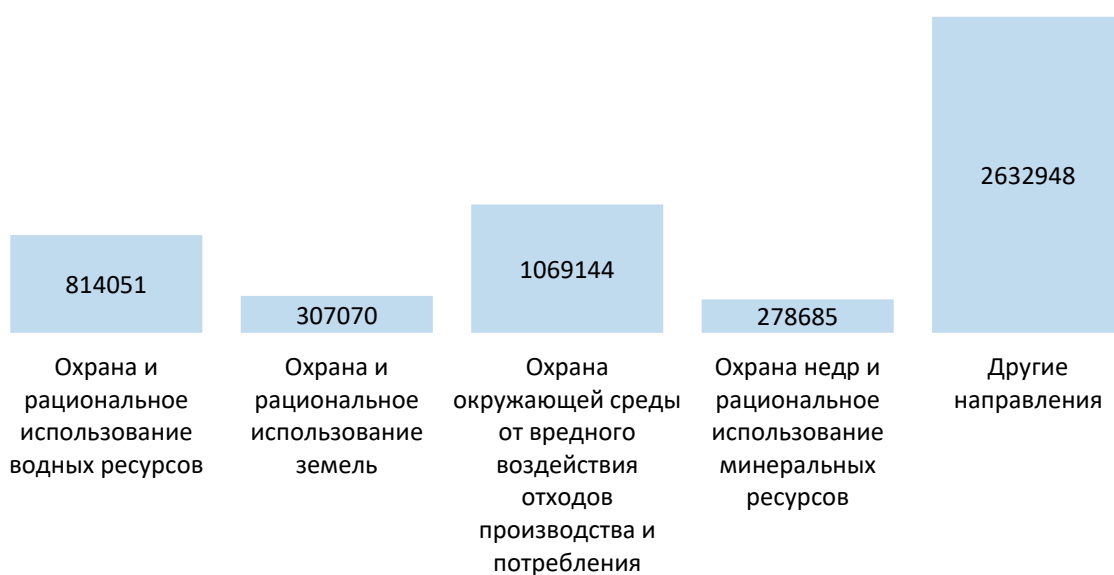 2632948
1069144
814051
307070
278685
Охрана и
рациональное
использование
водных ресурсов
Охрана и
рациональное
использование
земель
Охрана
окружающей среды
от вредного
воздействия
отходов
производства и
потребления
Охрана недр и
рациональное
использование
минеральных
ресурсов
Другие
направления